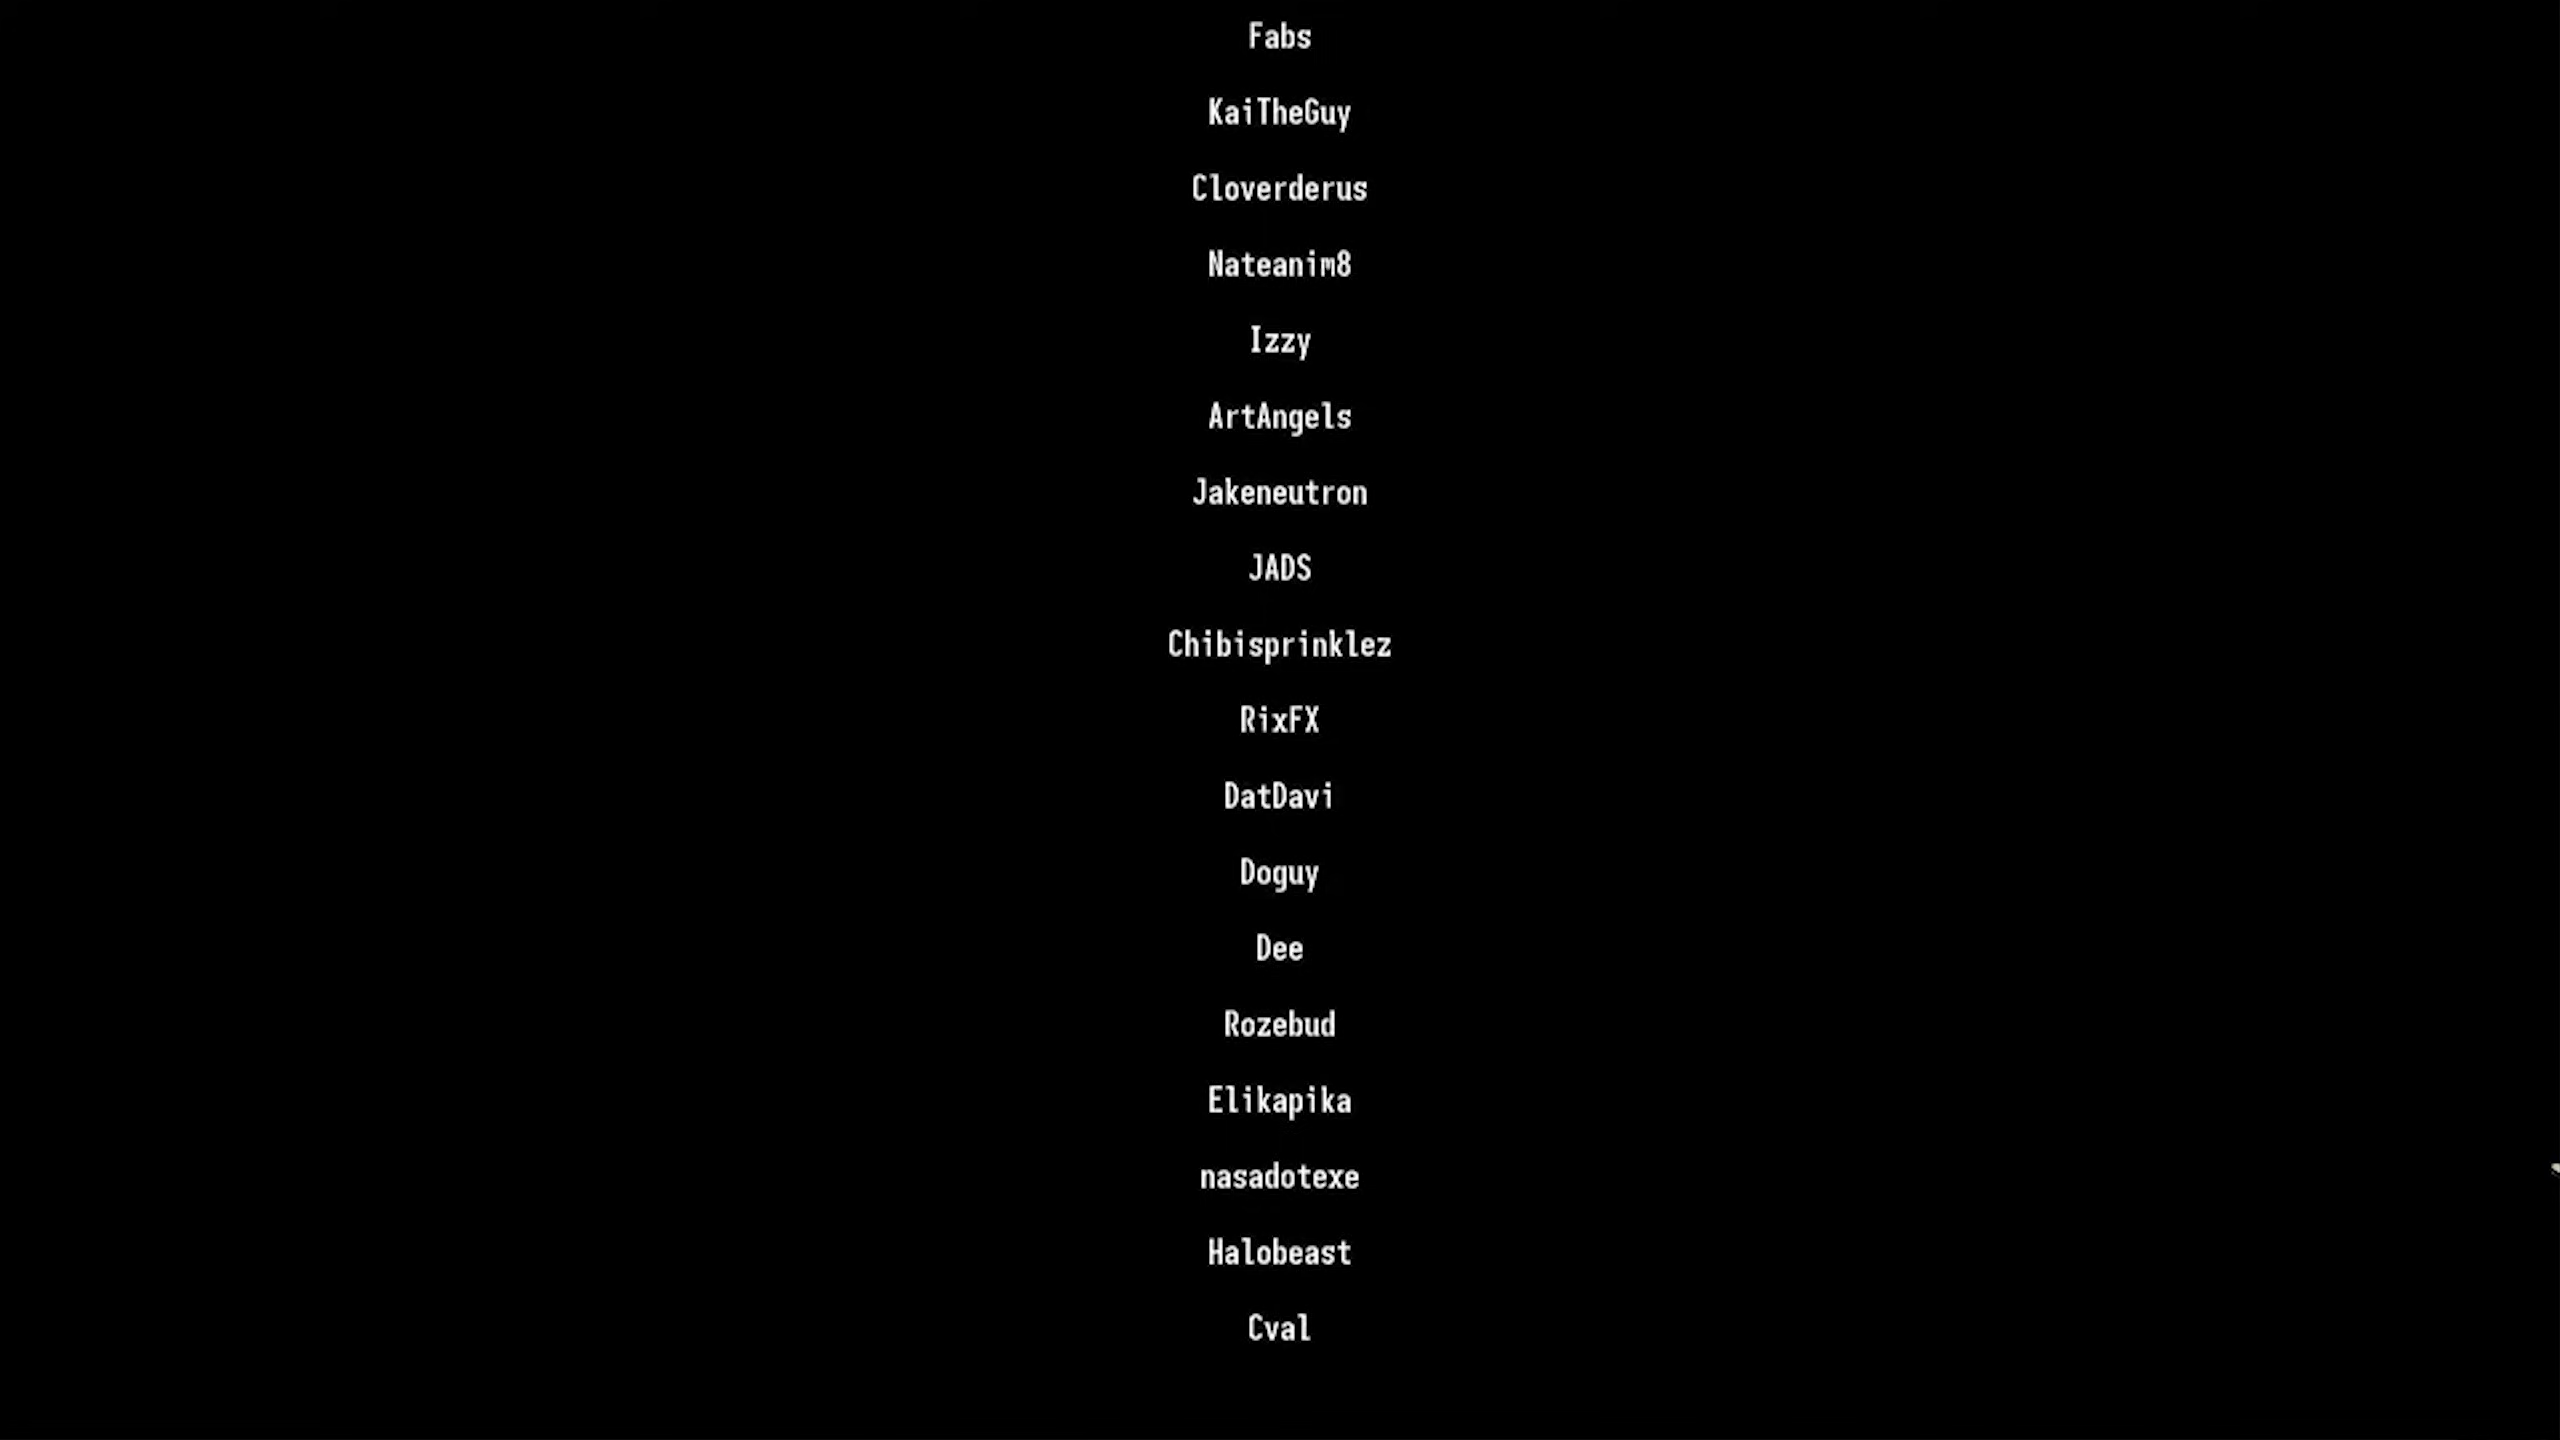 Fabs
KaiTheGuy
Cloverderus
Nateanim8
Izzy
ArtAngels
Jakeneutron
JADS
Chibisprinklez
RixFX
DatDavi
Doguy
Dee
Rozebud
Elikapika
nasadotexe
Halobeast
Cval